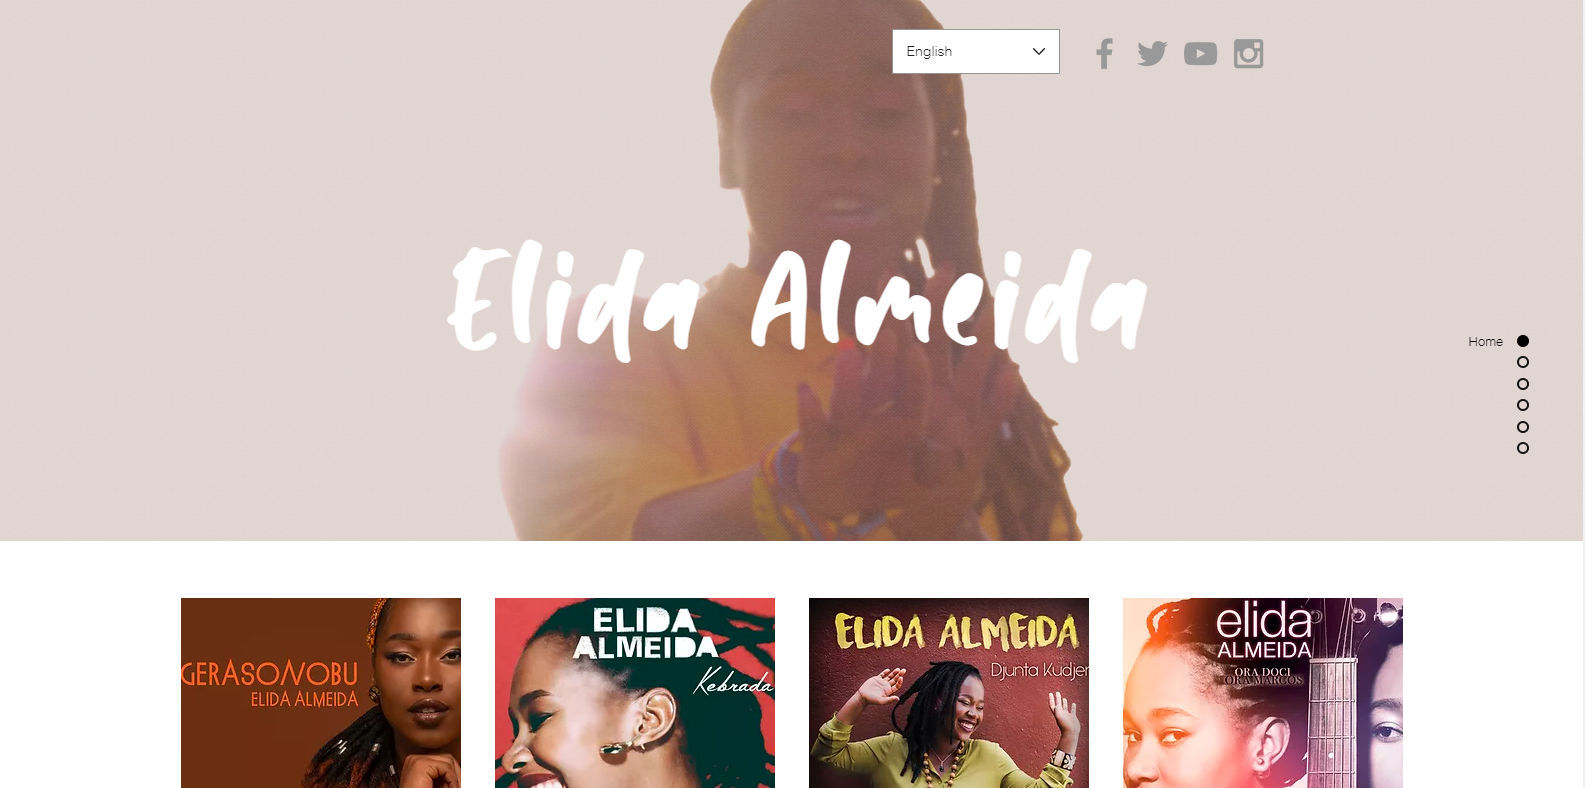 English
Elida Almeida
Home
GERASONOBU
ELIDA ALMEIDA
ELIDA
ALMEIDA
Kebrada
ELIDA ALMEIDA
Djunta Kudjer
elida
ALMEIDA
ORA DOCI
ORA MARGOS